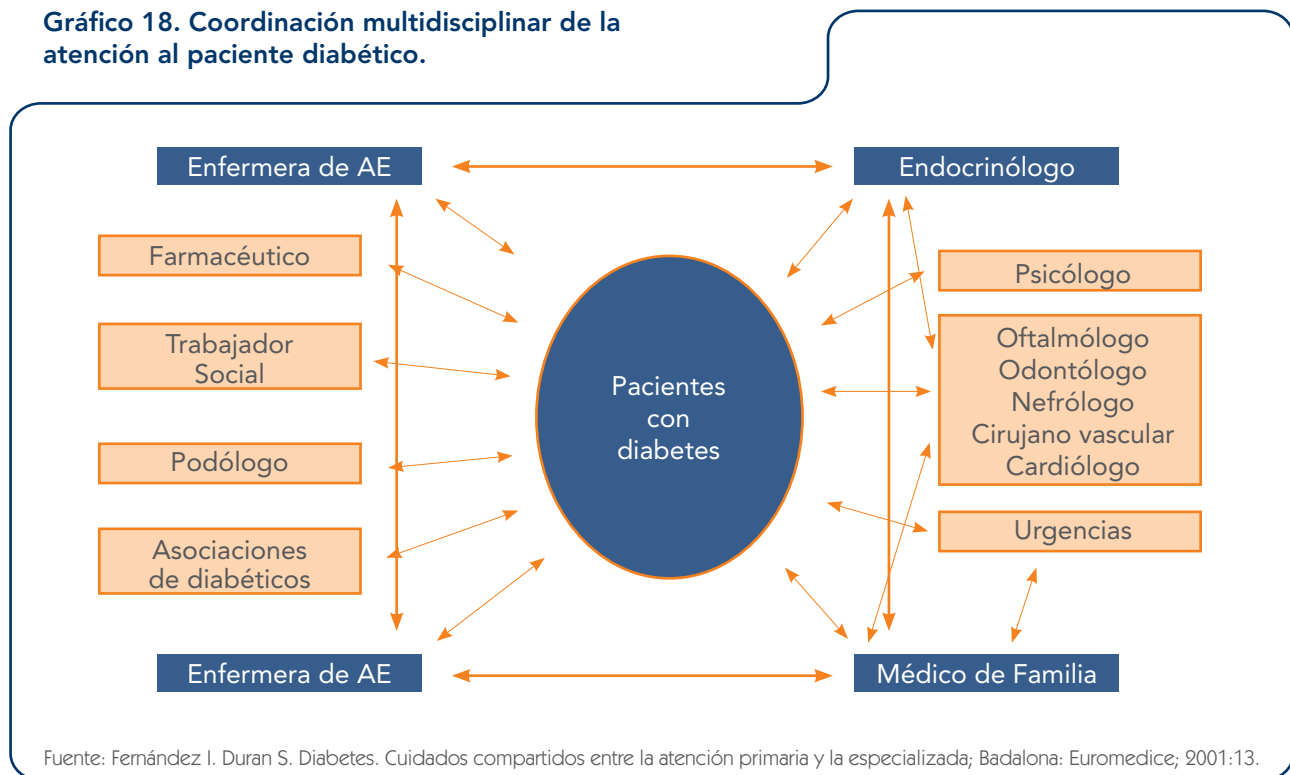 Gráfico 18. Coordinación multidisciplinar de la
atención al paciente diabético.
Enfermera de AE
Endocrinólogo
Farmacéutico
Trabajador
Social
Podólogo
Asociaciones
de diabéticos
Pacientes
con
diabetes
Psicólogo
Oftalmólogo
Odontólogo
Nefrólogo
Cirujano vascular
Cardiólogo
Urgencias
Enfermera de AE
Médico de Familia
Fuente: Fernández I. Duran S. Diabetes. Cuidados compartidos entre la atención primaria y la especializada; Badalona: Euromedice; 2001:13.